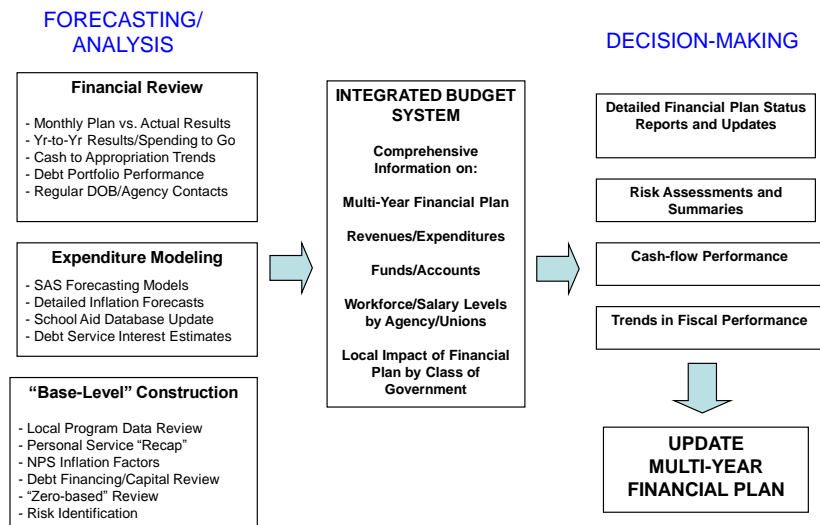 FORECASTING/
ANALYSIS
Financial Review
- Monthly Plan vs. Actual Results
- Yr-to-Yr Results/Spending to Go
- Cash to Appropriation Trends
- Debt Portfolio Performance
- Regular DOB/Agency Contacts
Expenditure Modeling
- SAS Forecasting Models
- Detailed Inflation Forecasts
- School Aid Database Update
- Debt Service Interest Estimates
“Base-Level” Construction
- Local Program Data Review
- Personal Service “Recap”
- NPS Inflation Factors
- Debt Financing/Capital Review
- “Zero-based” Review
- Risk Identification
INTEGRATED BUDGET
SYSTEM
Comprehensive
Information on:
Multi-Year Financial Plan
Revenues/Expenditures
Funds/Accounts
Workforce/Salary Levels
by Agency/Unions
Local Impact of Financial
Plan by Class of
Government
DECISION-MAKING
Detailed Financial Plan Status
Reports and Updates
Risk Assessments and
Summaries
Cash-flow Performance
Trends in Fiscal Performance
UPDATE
MULTI-YEAR
FINANCIAL PLAN